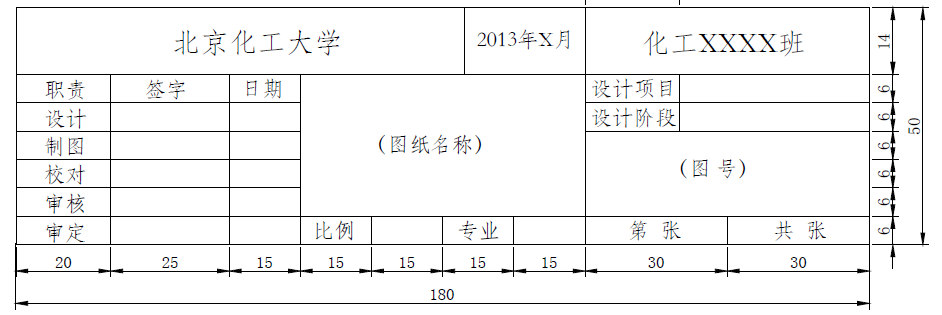 北京化工大学 2013年X月 化工XXXX班 14
职责 签字 日期 设计项目 6
设计 设计阶段 6
制图 (图纸名称) 6 50
校对 (图 号) 6
审核 6
审定 比例 专业 第 张 共 张 6
20 25 15 15 15 15 15 30 30
180